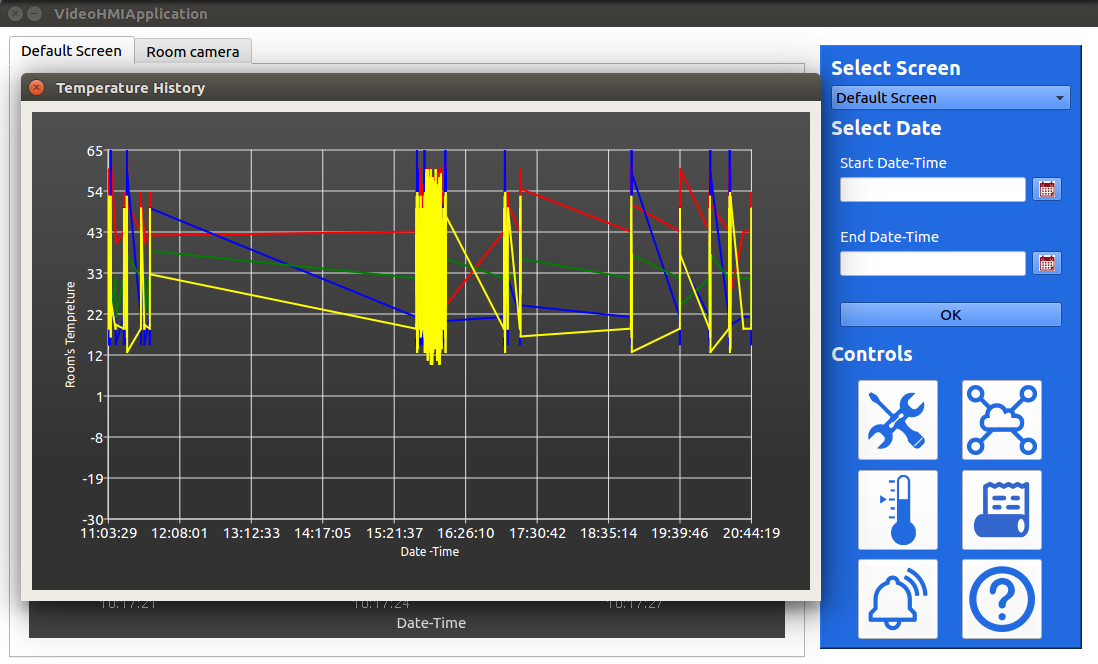 VideoHMIApplication
Default Screen
Room camera
Temperature History
65
54
43
33
22
12
1
-8
-19
-30
Room's Tempreture
11:03:29 12:08:01 13:12:33 14:17:05 15:21:37 16:26:10 17:30:42 18:35:14 19:39:46 20:44:19
Date -Time
10:17:21 10:17:24 10:17:27
Date-Time
Select Screen
Default Screen
Select Date
Start Date-Time
End Date-Time
OK
Controls
?